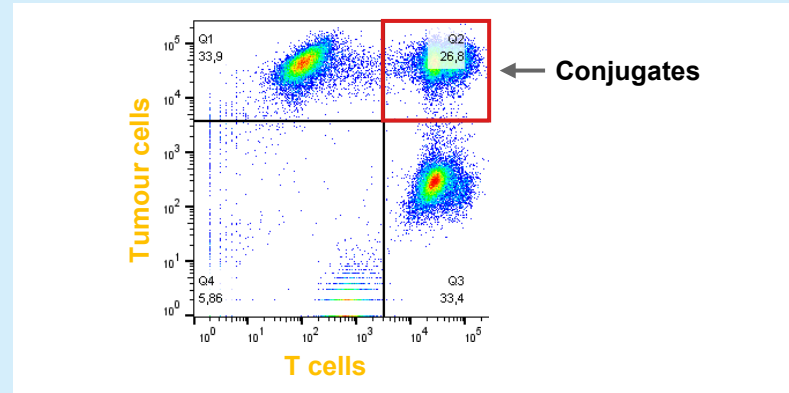 Q1
33,9
Q2
26,8
Conjugates
Tumour cells
10^5
10^4
10^3
10^2
10^1
10^0
Q4
5,86
Q3
33,4
10^0 10^1 10^2 10^3 10^4 10^5
T cells